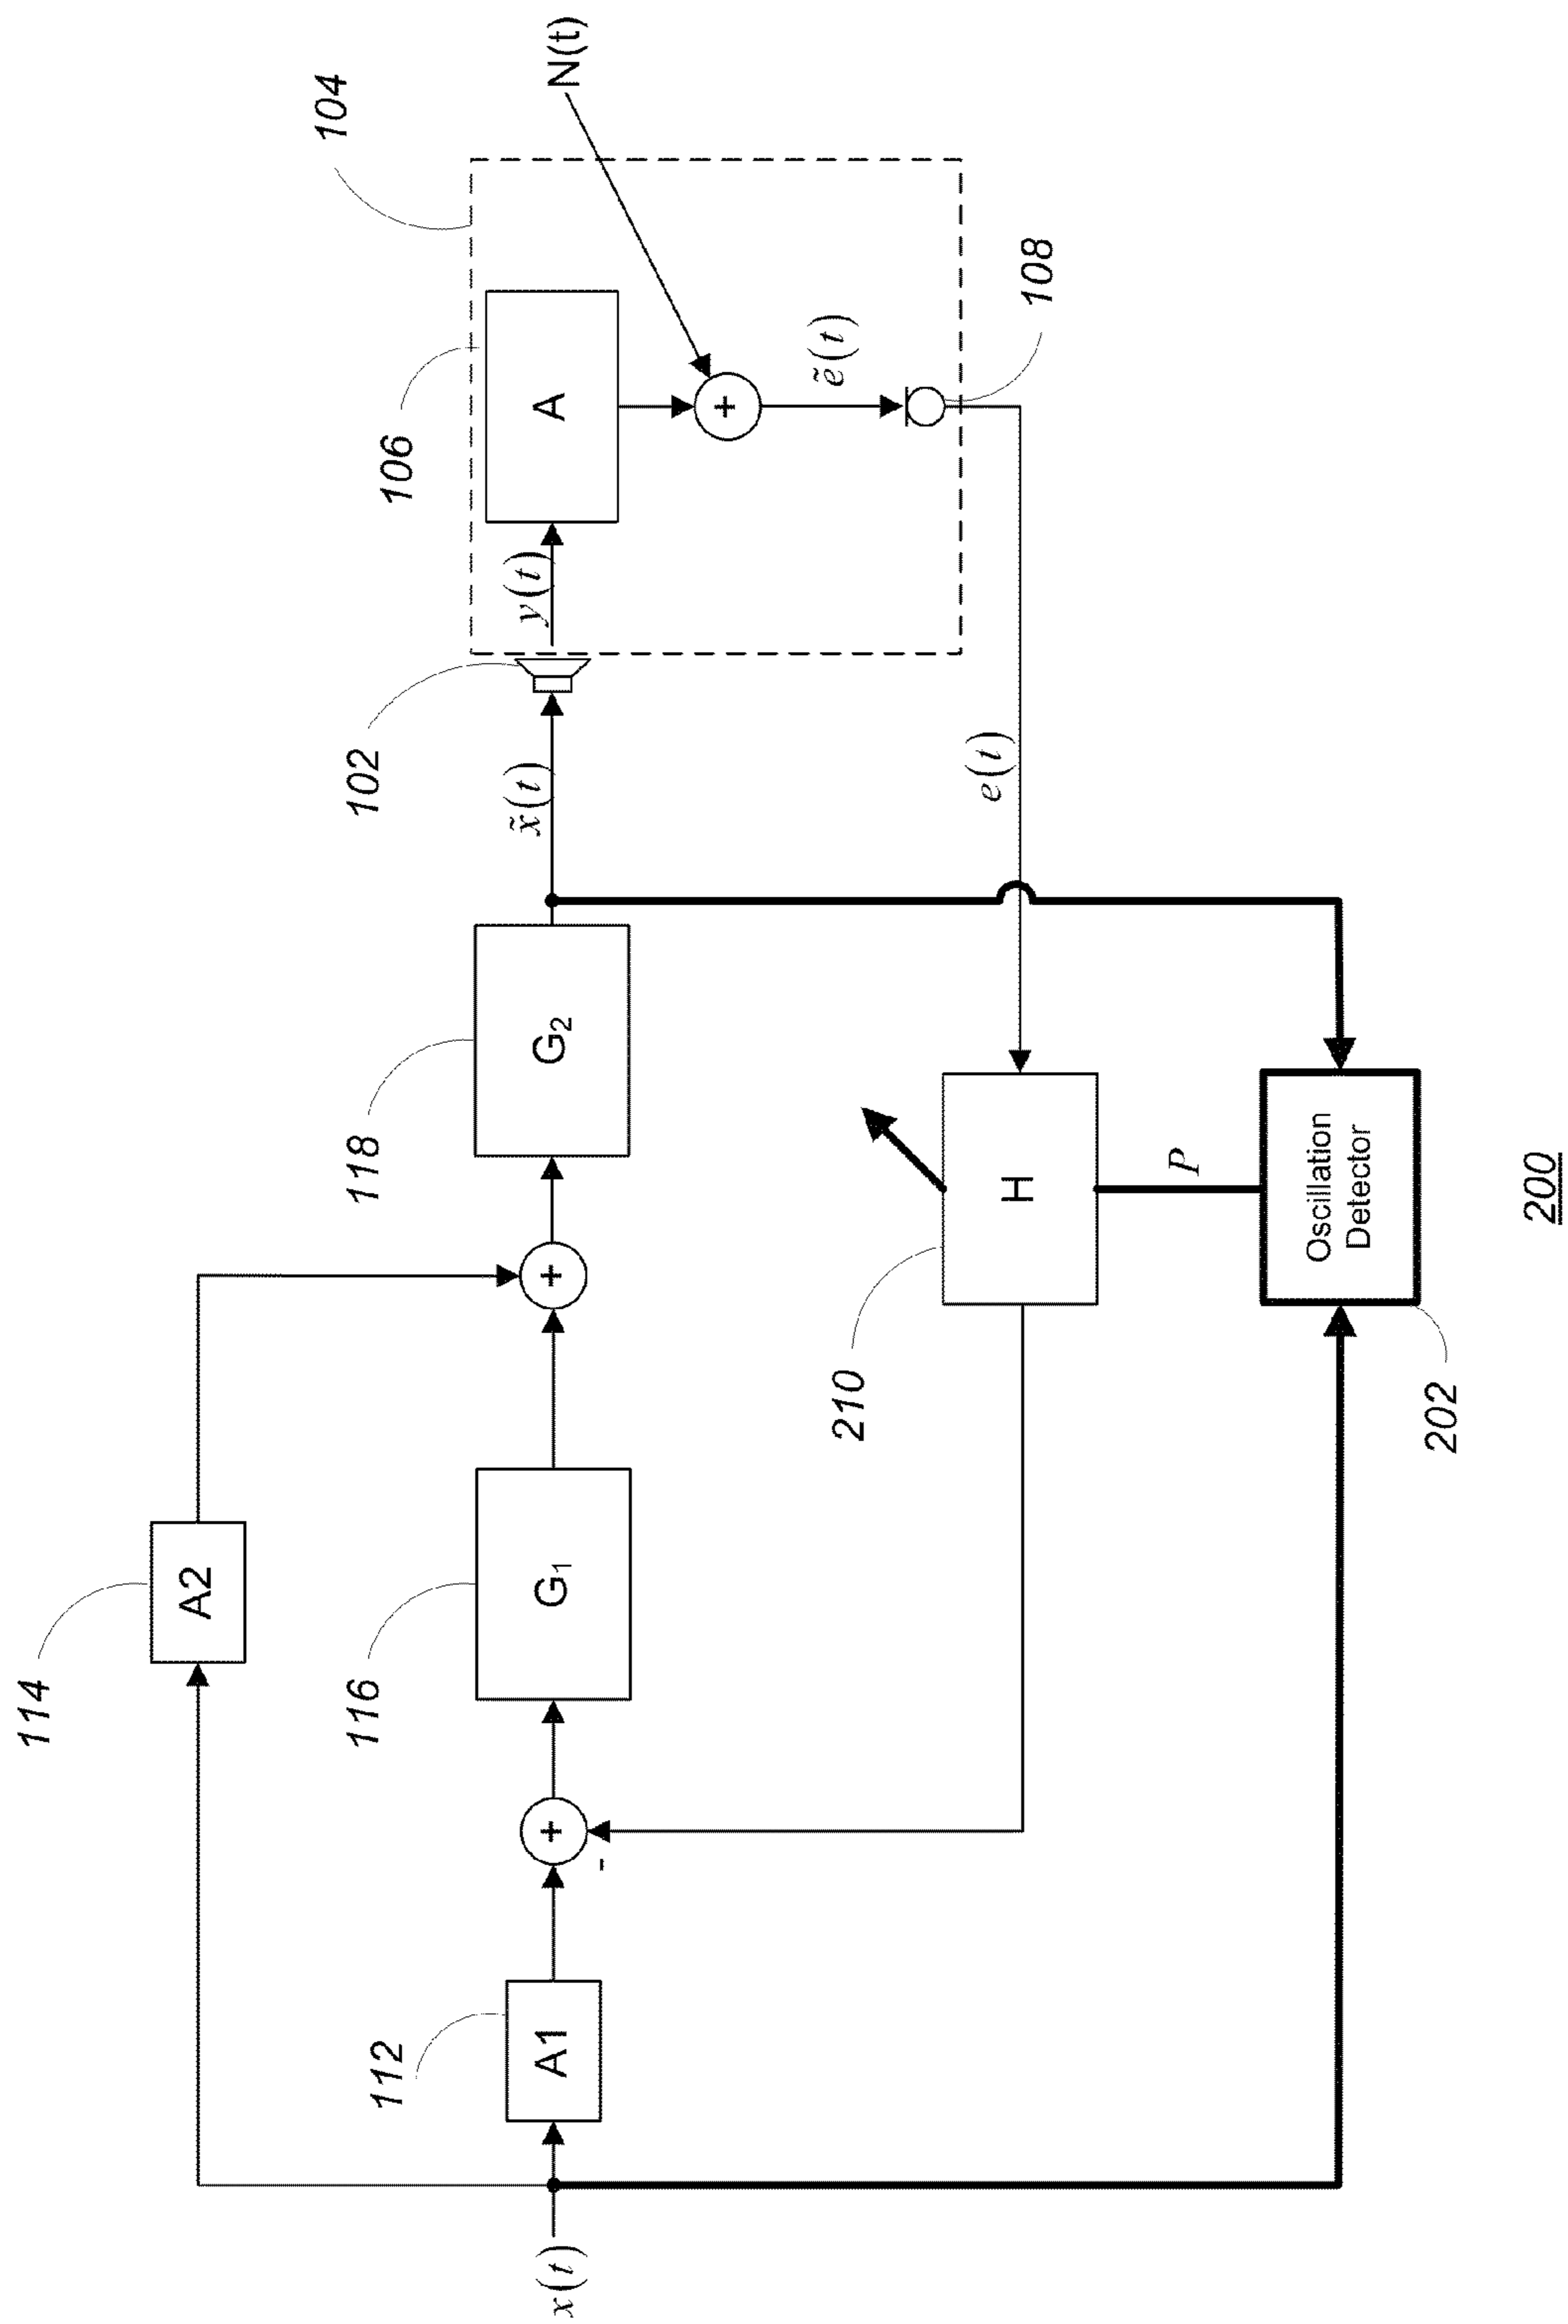 104
N(t)
106
A
+
ẽ(t)
108
y(t)
102
x̃(t)
e(t)
118
G₂
+
210
H
P
Oscillation
Detector
202
114
A2
116
G₁
+
-
112
A1
x(t)
200